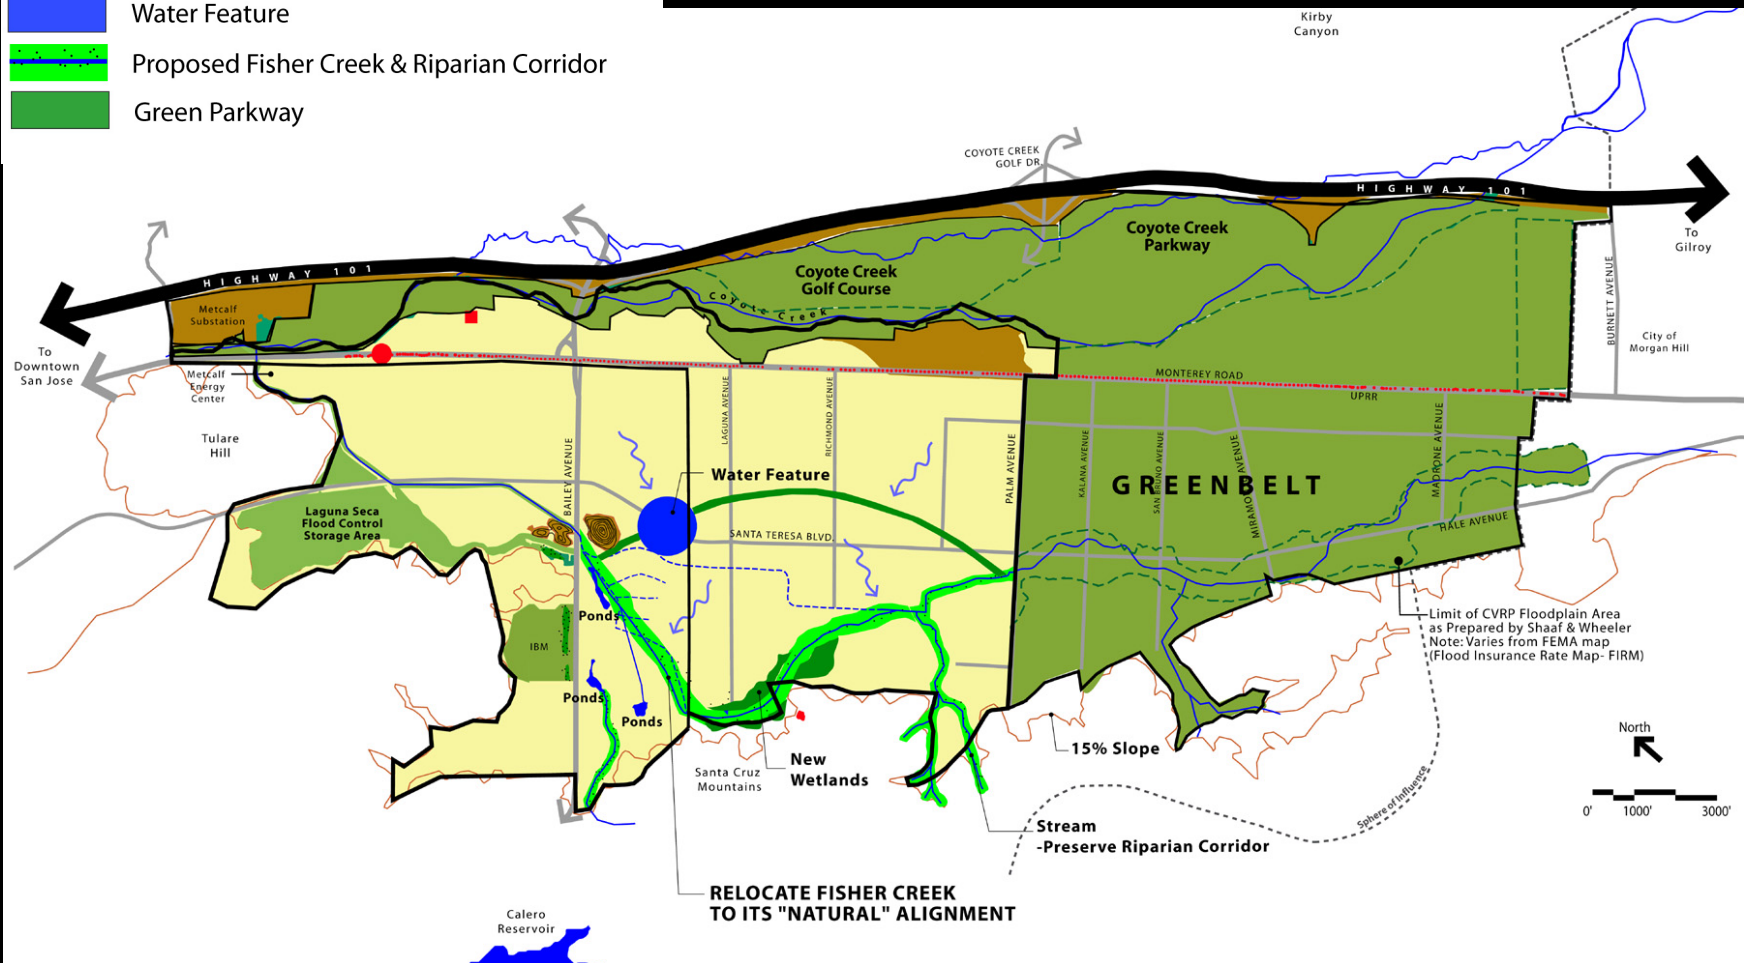 Water Feature
Proposed Fisher Creek & Riparian Corridor
Green Parkway
Kirby
Canyon
COYOTE CREEK
GOLF DR.
HIGHWAY 101
To
Gilroy
Coyote Creek
Parkway
Coyote Creek
Golf Course
HIGHWAY 101
Metcalf
Substation
Coyote Creek
BURNETT AVENUE
City of
Morgan Hill
To
Downtown
San Jose
Metcalf
Energy
Center
MONTEREY ROAD
UPRR
LAGUNA AVENUE
RICHMOND AVENUE
Tulare
Hill
BAILEY AVENUE
PALM AVENUE
KALANA AVENUE
SAN BRUNO AVENUE
MIRAMONTE AVENUE
MADRONE AVENUE
Water Feature
GREENBELT
Laguna Seca
Flood Control
Storage Area
SANTA TERESA BLVD.
HALE AVENUE
Ponds
IBM
Limit of CVRP Floodplain Area
as Prepared by Shaaf & Wheeler
Note: Varies from FEMA map
(Flood Insurance Rate Map- FIRM)
Ponds
Ponds
New
Wetlands
Santa Cruz
Mountains
15% Slope
North
Sphere of Influence
0' 1000' 3000'
Stream
-Preserve Riparian Corridor
RELOCATE FISHER CREEK
TO ITS "NATURAL" ALIGNMENT
Calero
Reservoir